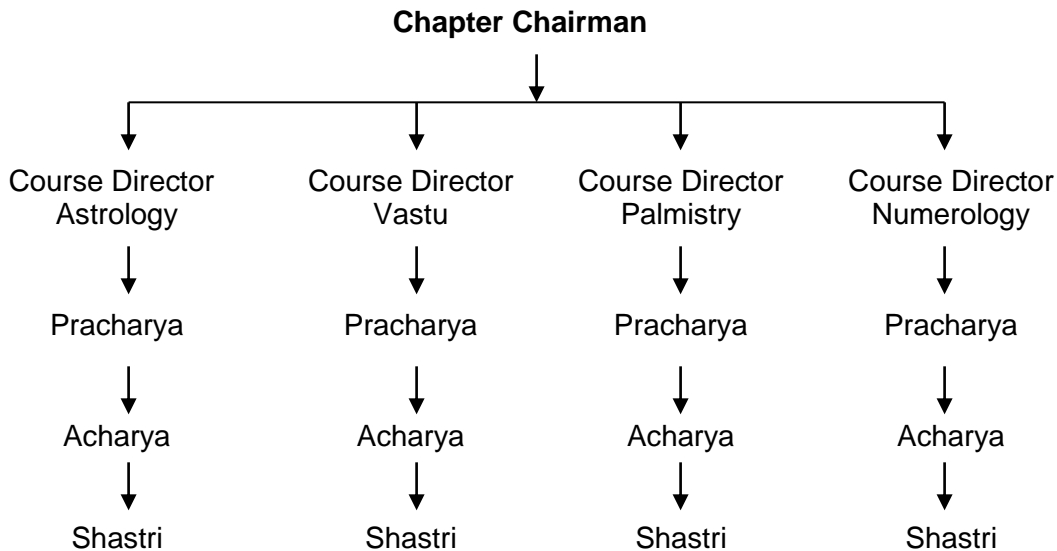 Chapter Chairman
Course Director Course Director Course Director Course Director
Astrology Vastu Palmistry Numerology
Pracharya Pracharya Pracharya Pracharya
Acharya Acharya Acharya Acharya
Shastri Shastri Shastri Shastri